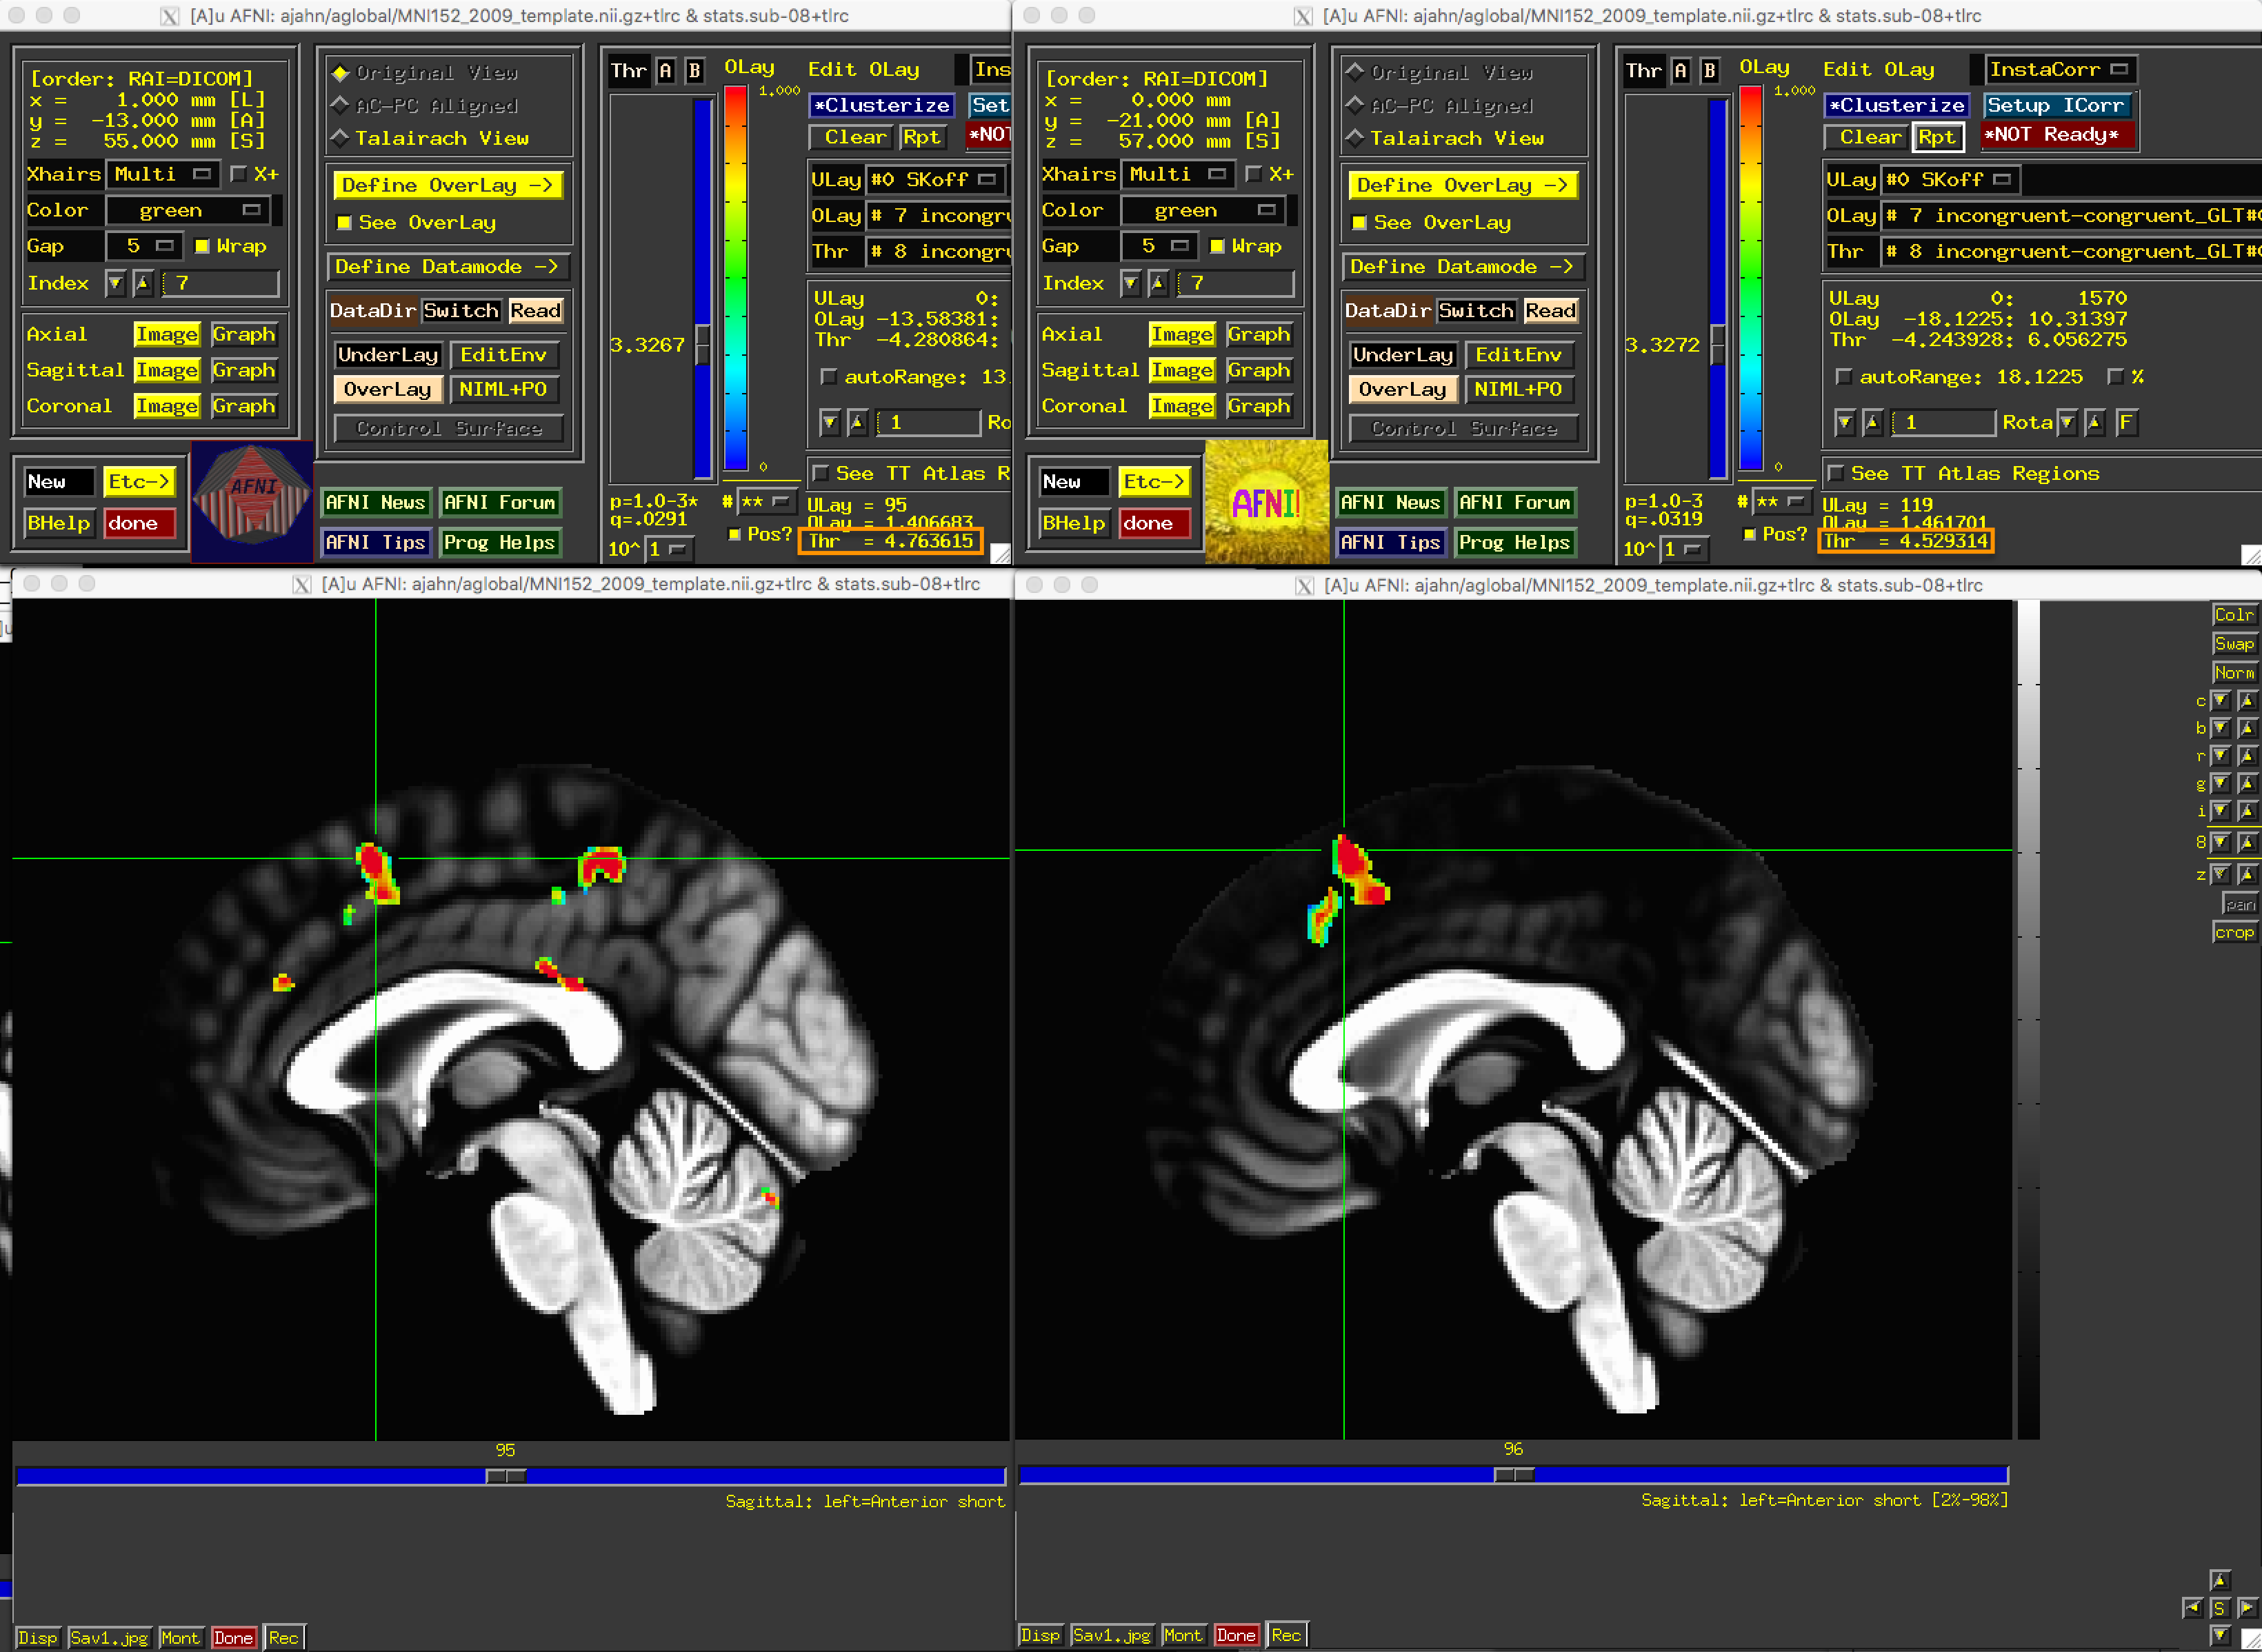 [A]u AFNI: ajahn/aglobal/MNI152_2009_template.nii.gz+tlrc & stats.sub-08+tlrc
[order: RAI=DICOM]
x = 1.000 mm [L]
y = -13.000 mm [A]
z = 55.000 mm [S]
Xhairs Multi X+
Color green
Gap 5 Wrap
Index 7
Axial Image Graph
Sagittal Image Graph
Coronal Image Graph
New Etc->
BHelp done
AFNI
Original View
AC-PC Aligned
Talairach View
Define OverLay ->
See OverLay
Define Datamode ->
DataDir Switch Read
UnderLay EditEnv
OverLay NIML+PO
Control Surface
AFNI News AFNI Forum
AFNI Tips Prog Helps
Thr A B OLay
1.000
3.3267
0
p=1.0-3*
q=.0291
10^ 1
# **
Pos?
Edit OLay Ins
*Clusterize Set
Clear Rpt *NO
ULay #0 SKoff
OLay # 7 incongru
Thr # 8 incongru
ULay 0:
OLay -13.58381:
Thr -4.280864:
autoRange: 13.
1 Ro
See TT Atlas R
ULay = 95
OLay = 1.406683
Thr = 4.763615
[A]u AFNI: ajahn/aglobal/MNI152_2009_template.nii.gz+tlrc & stats.sub-08+tlrc
[order: RAI=DICOM]
x = 0.000 mm
y = -21.000 mm [A]
z = 57.000 mm [S]
Xhairs Multi X+
Color green
Gap 5 Wrap
Index 7
Axial Image Graph
Sagittal Image Graph
Coronal Image Graph
New Etc->
BHelp done
AFNI!
Original View
AC-PC Aligned
Talairach View
Define OverLay ->
See OverLay
Define Datamode ->
DataDir Switch Read
UnderLay EditEnv
OverLay NIML+PO
Control Surface
AFNI News AFNI Forum
AFNI Tips Prog Helps
Thr A B OLay
1.000
3.3272
0
p=1.0-3
q=.0319
10^ 1
# **
Pos?
Edit OLay InstaCorr
*Clusterize Setup ICorr
Clear Rpt *NOT Ready*
ULay #0 SKoff
OLay # 7 incongruent-congruent_GLT#
Thr # 8 incongruent-congruent_GLT#
ULay 0: 1570
OLay -18.1225: 10.31397
Thr -4.243928: 6.056275
autoRange: 18.1225 %
1 Rota F
See TT Atlas Regions
ULay = 119
OLay = 1.461701
Thr = 4.529314
[A]u AFNI: ajahn/aglobal/MNI152_2009_template.nii.gz+tlrc & stats.sub-08+tlrc
95
Sagittal: left=Anterior short
Disp Sav1.jpg Mont Done Rec
[A]u AFNI: ajahn/aglobal/MNI152_2009_template.nii.gz+tlrc & stats.sub-08+tlrc
Colr
Swap
Norm
c
b
r
g
i
8
z
pan
crop
96
Sagittal: left=Anterior short [2%-98%]
S
Disp Sav1.jpg Mont Done Rec